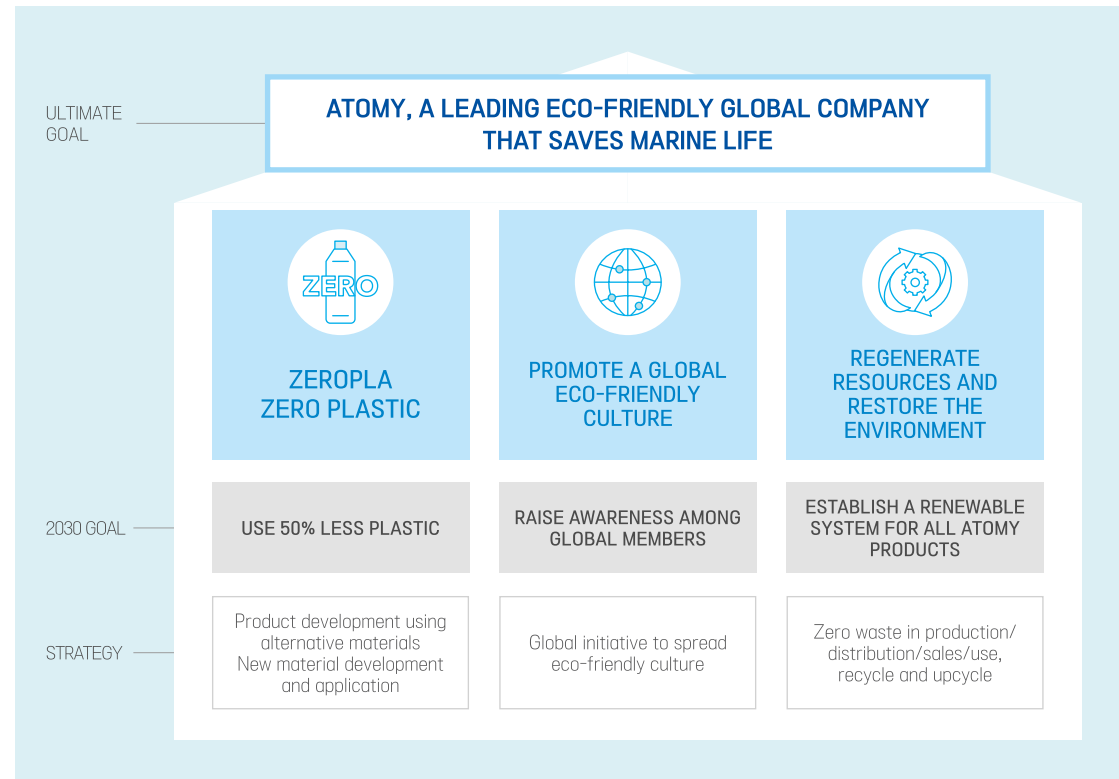 ULTIMATE
GOAL
ATOMY, A LEADING ECO-FRIENDLY GLOBAL COMPANY
THAT SAVES MARINE LIFE
ZERO
ZEROPLA
ZERO PLASTIC
PROMOTE A GLOBAL
ECO-FRIENDLY
CULTURE
REGENERATE
RESOURCES AND
RESTORE THE
ENVIRONMENT
2030 GOAL
USE 50% LESS PLASTIC
RAISE AWARENESS AMONG
GLOBAL MEMBERS
ESTABLISH A RENEWABLE
SYSTEM FOR ALL ATOMY
PRODUCTS
STRATEGY
Product development using
alternative materials
New material development
and application
Global initiative to spread
eco-friendly culture
Zero waste in production/
distribution/sales/use,
recycle and upcycle